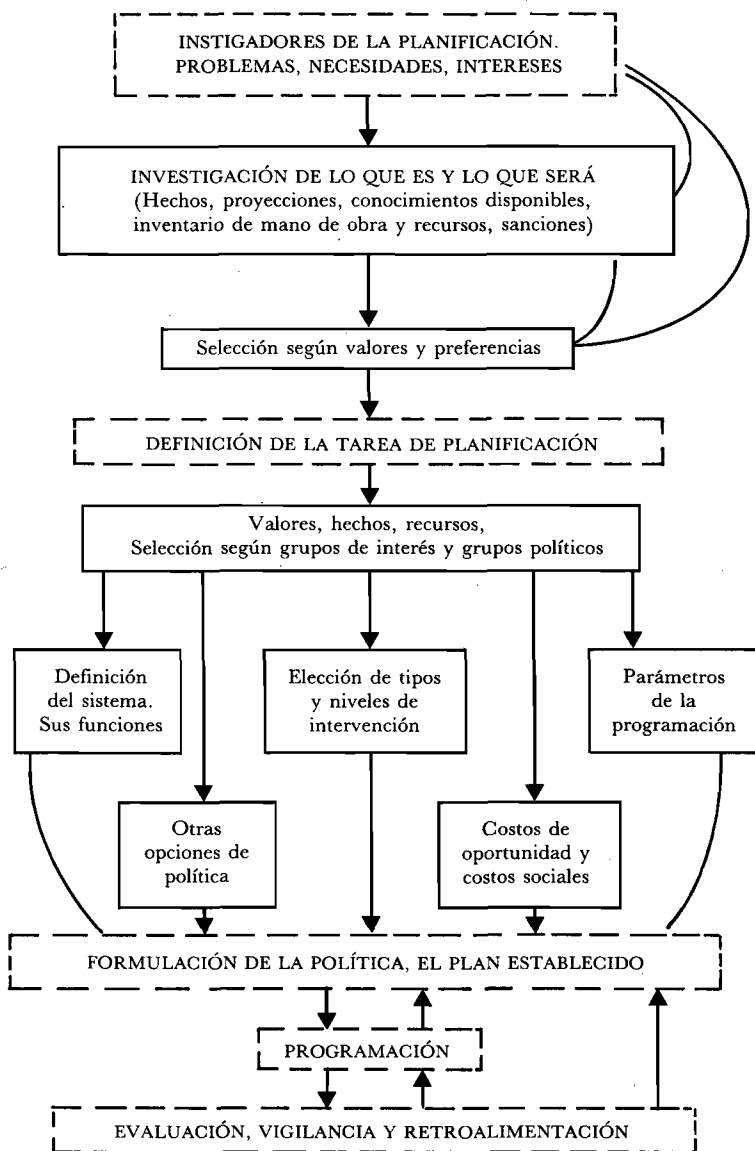 INSTIGADORES DE LA PLANIFICACIÓN.
PROBLEMAS, NECESIDADES, INTERESES
INVESTIGACIÓN DE LO QUE ES Y LO QUE SERÁ
(Hechos, proyecciones, conocimientos disponibles,
inventario de mano de obra y recursos, sanciones)
Selección según valores y preferencias
DEFINICIÓN DE LA TAREA DE PLANIFICACIÓN
Valores, hechos, recursos,
Selección según grupos de interés y grupos políticos
Definición
del sistema.
Sus funciones
Elección de tipos
y niveles de
intervención
Parámetros
de la
programación
Otras
opciones de
política
Costos de
oportunidad y
costos sociales
FORMULACIÓN DE LA POLÍTICA, EL PLAN ESTABLECIDO
PROGRAMACIÓN
EVALUACIÓN, VIGILANCIA Y RETROALIMENTACIÓN